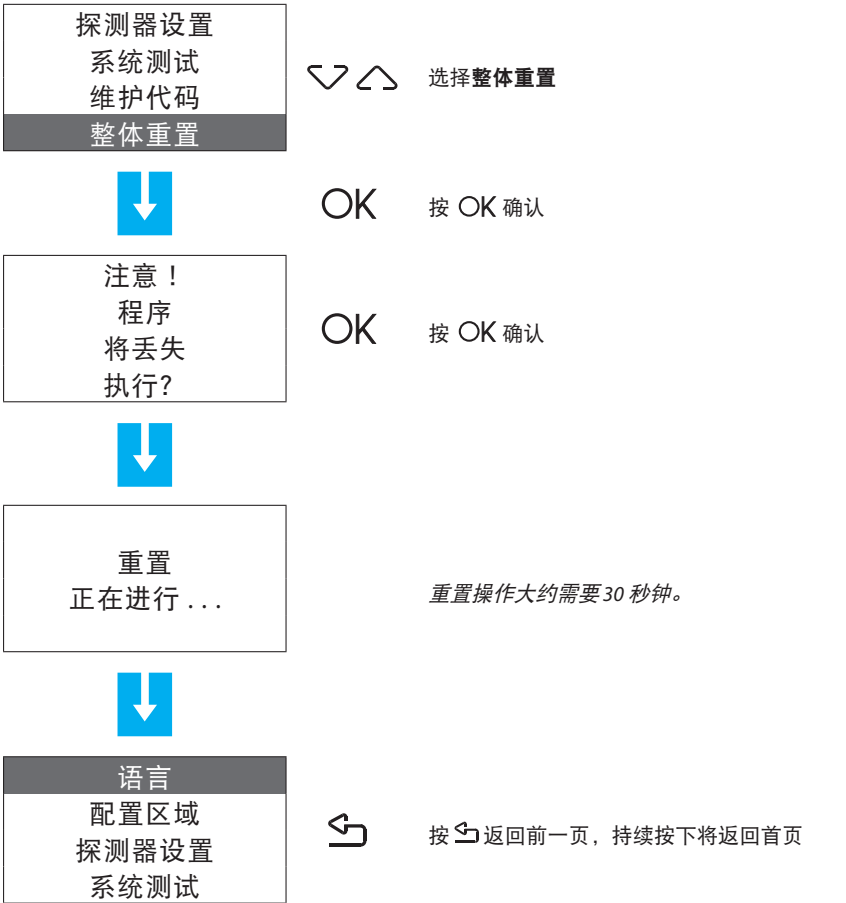 探测器设置
系统测试
维护代码
整体重置
选择整体重置
OK
按 OK 确认
注意！
程序
将丢失
执行?
OK
按 OK 确认
重置
正在进行 . . .
重置操作大约需要 30 秒钟。
语言
配置区域
探测器设置
系统测试
按 返回前一页，持续按下将返回首页